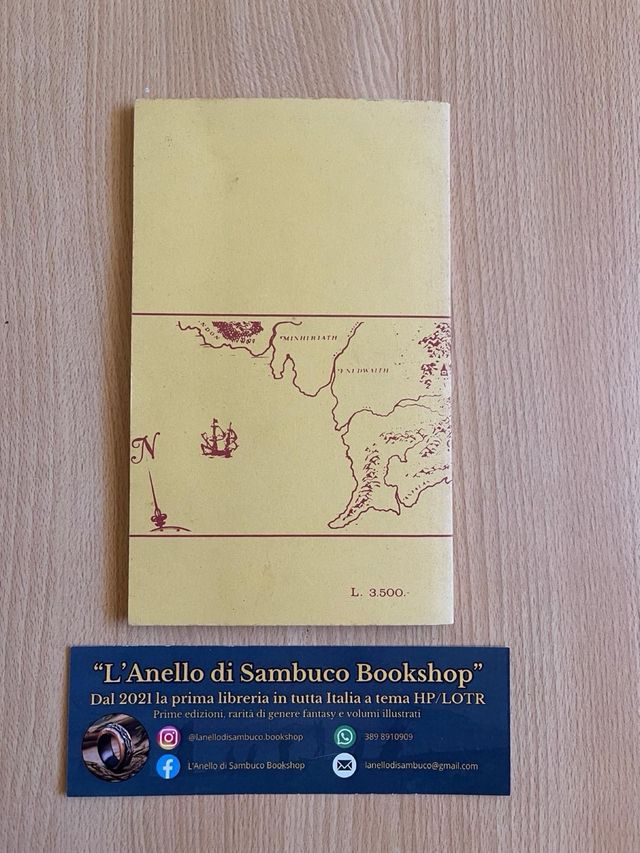 MINHIRIATH
ENEDWAITH
N
L. 3.500.-
“L’Anello di Sambuco Bookshop”
Dal 2021 la prima libreria in tutta Italia a tema HP/LOTR
Prime edizioni, rarità di genere fantasy e volumi illustrati
@lanellodisambuco.bookshop
389 8910909
L'Anello di Sambuco Bookshop
lanellodisambuco@gmail.com